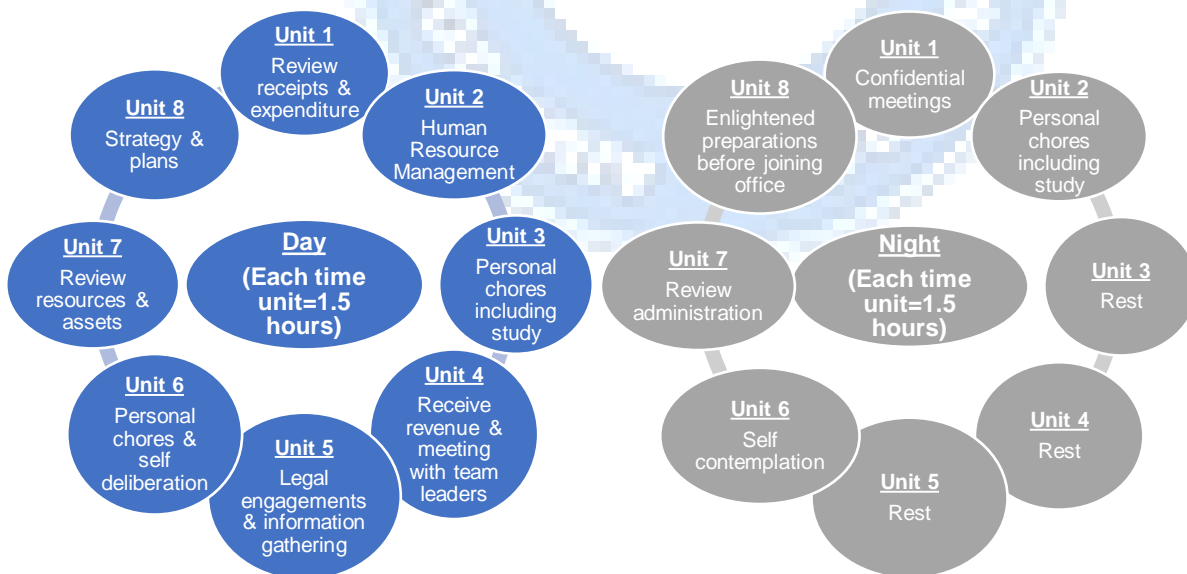 Day
(Each time
unit=1.5
hours)
Unit 1
Review
receipts &
expenditure
Unit 2
Human
Resource
Management
Unit 3
Personal
chores
including
study
Unit 4
Receive
revenue &
meeting
with team
leaders
Unit 5
Legal
engagements
& information
gathering
Unit 6
Personal
chores &
self
deliberation
Unit 7
Review
resources &
assets
Unit 8
Strategy &
plans
Night
(Each time
unit=1.5
hours)
Unit 1
Confidential
meetings
Unit 2
Personal
chores
including
study
Unit 3
Rest
Unit 4
Rest
Unit 5
Rest
Unit 6
Self
contemplation
Unit 7
Review
administration
Unit 8
Enlightened
preparations
before joining
office